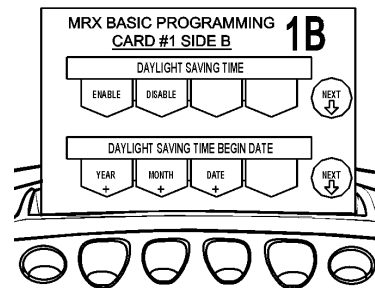 MRX BASIC PROGRAMMING
CARD #1 SIDE B
1B
DAYLIGHT SAVING TIME
ENABLE DISABLE NEXT
DAYLIGHT SAVING TIME BEGIN DATE
YEAR MONTH DATE NEXT
+ + +